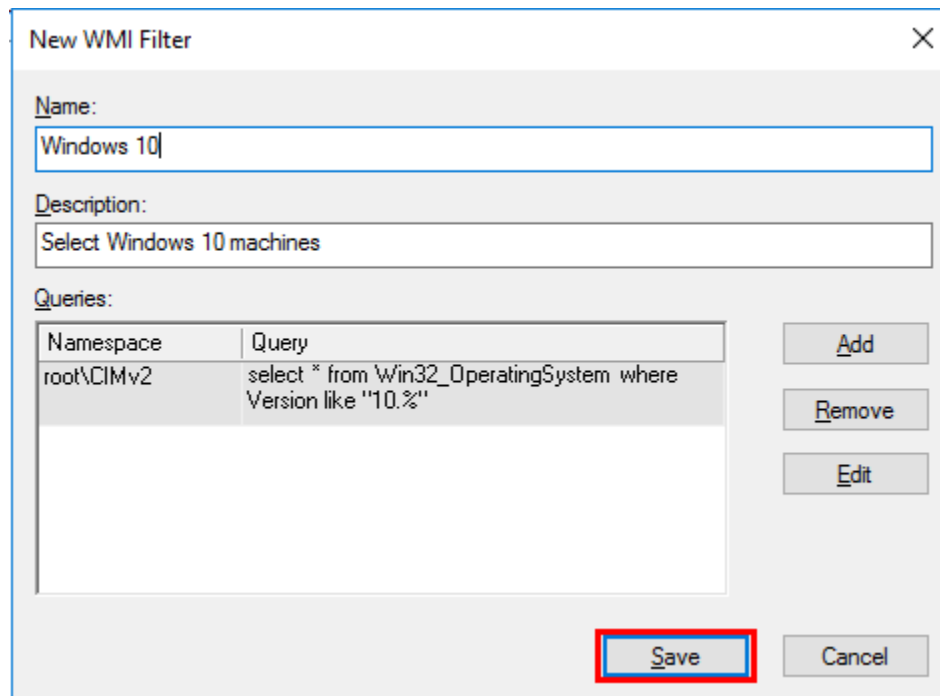 New WMI Filter
Name:
Windows 10
Description:
Select Windows 10 machines
Queries:
Namespace Query
root\CIMv2 select * from Win32_OperatingSystem where
Version like "10.%"
Add
Remove
Edit
Save Cancel